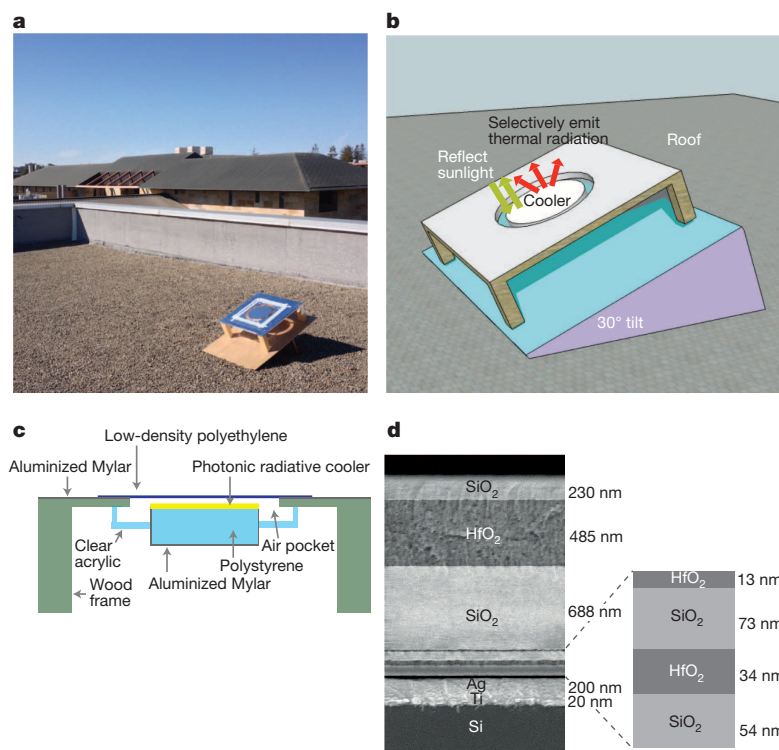 a
b
Selectively emit
thermal radiation
Reflect
sunlight
Roof
Cooler
30° tilt
c
Low-density polyethylene
Aluminized Mylar
Photonic radiative cooler
Clear
acrylic
Air pocket
Polystyrene
Aluminized Mylar
Wood
frame
d
SiO₂
230 nm
HfO₂
485 nm
SiO₂
688 nm
Ag
200 nm
Ti
20 nm
Si
HfO₂
13 nm
SiO₂
73 nm
HfO₂
34 nm
SiO₂
54 nm